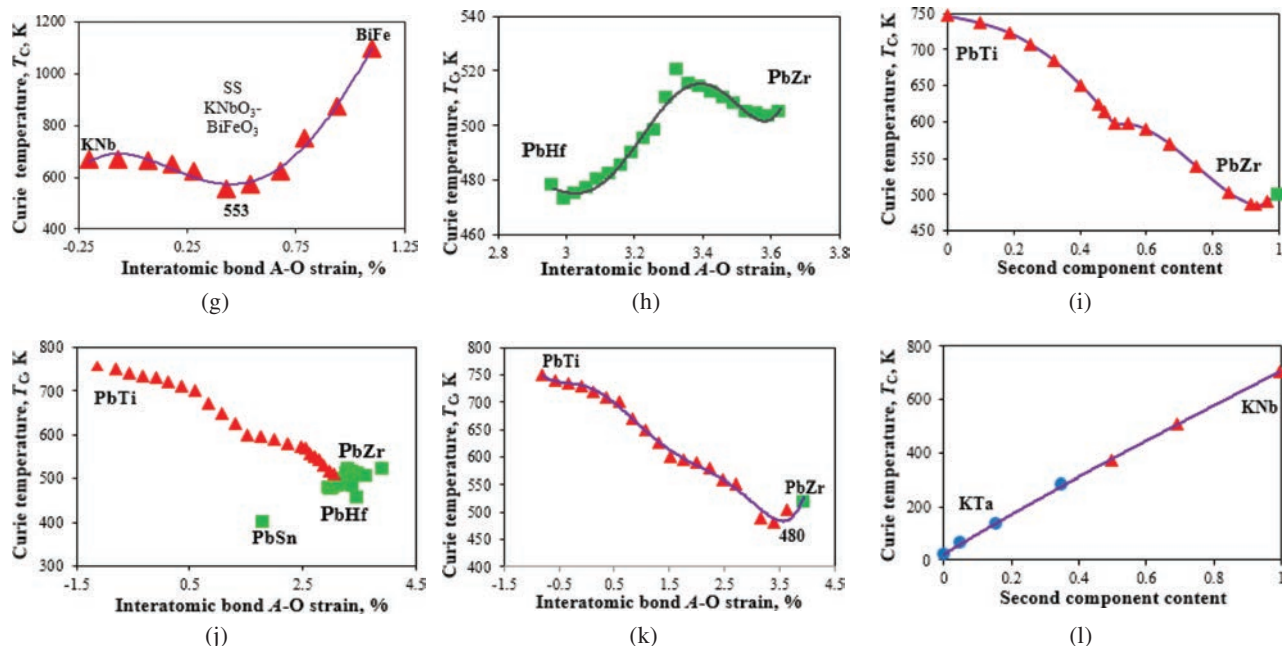 Curie temperature, TC, K
1200
1000
800
600
400
-0.25
0.25
0.75
1.25
KNb
SS
KNbO3-
BiFeO3
BiFe
553
Interatomic bond A-O strain, %
(g)
Curie temperature, TC, K
540
520
500
480
460
2.8
3
3.2
3.4
3.6
3.8
PbHf
PbZr
Interatomic bond A-O strain, %
(h)
Curie temperature, TC, K
750
700
650
600
550
500
450
0
0.2
0.4
0.6
0.8
1
PbTi
PbZr
Second component content
(i)
Curie temperature, TC, K
800
700
600
500
400
300
-1.5
0.5
2.5
4.5
PbTi
PbZr
PbHf
PbSn
Interatomic bond A-O strain, %
(j)
Curie temperature, TC, K
800
750
700
650
600
550
500
450
400
-1.5
-0.5
0.5
1.5
2.5
3.5
4.5
PbTi
PbZr
480
Interatomic bond A-O strain, %
(k)
Curie temperature, TC, K
800
600
400
200
0
0
0.2
0.4
0.6
0.8
1
KTa
KNb
Second component content
(l)